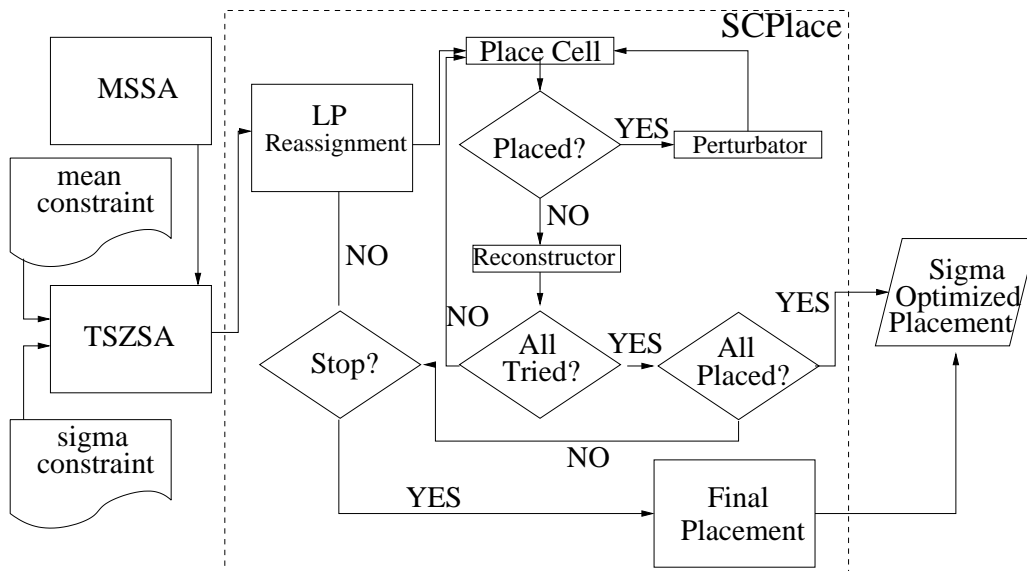 SCPlace
MSSA
mean
constraint
TSZSA
sigma
constraint
LP
Reassignment
Place Cell
Placed?
YES
Perturbator
NO
Reconstructor
NO
NO
All
Tried?
YES
All
Placed?
YES
Stop?
NO
YES
Final
Placement
Sigma
Optimized
Placement